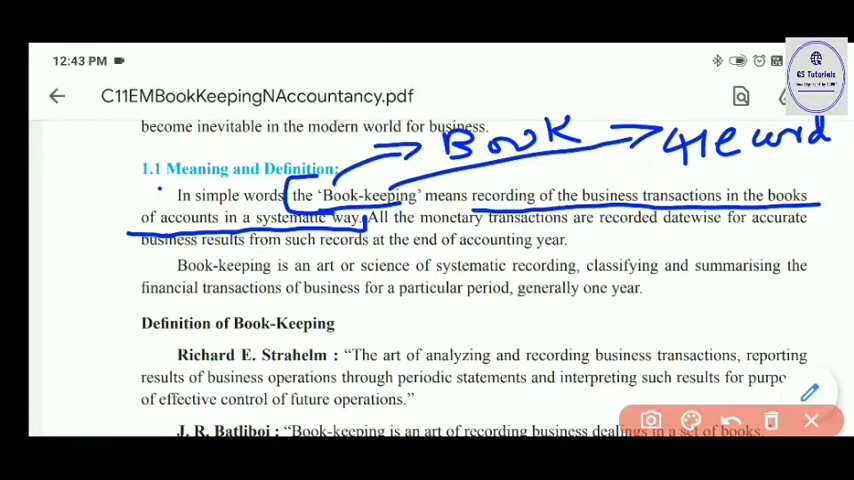 12:43 PM
GS Tutorials
C11EMBookKeepingNAccountancy.pdf
become inevitable in the modern world for business.
Book record
1.1 Meaning and Definition:
In simple words the ‘Book-keeping’ means recording of the business transactions in the books
of accounts in a systematic way. All the monetary transactions are recorded datewise for accurate
business results from such records at the end of accounting year.
Book-keeping is an art or science of systematic recording, classifying and summarising the
financial transactions of business for a particular period, generally one year.
Definition of Book-Keeping
Richard E. Strahelm : “The art of analyzing and recording business transactions, reporting
results of business operations through periodic statements and interpreting such results for purpo
of effective control of future operations.”
J. R. Batliboi : “Book-keeping is an art of recording business dealings in a set of books.